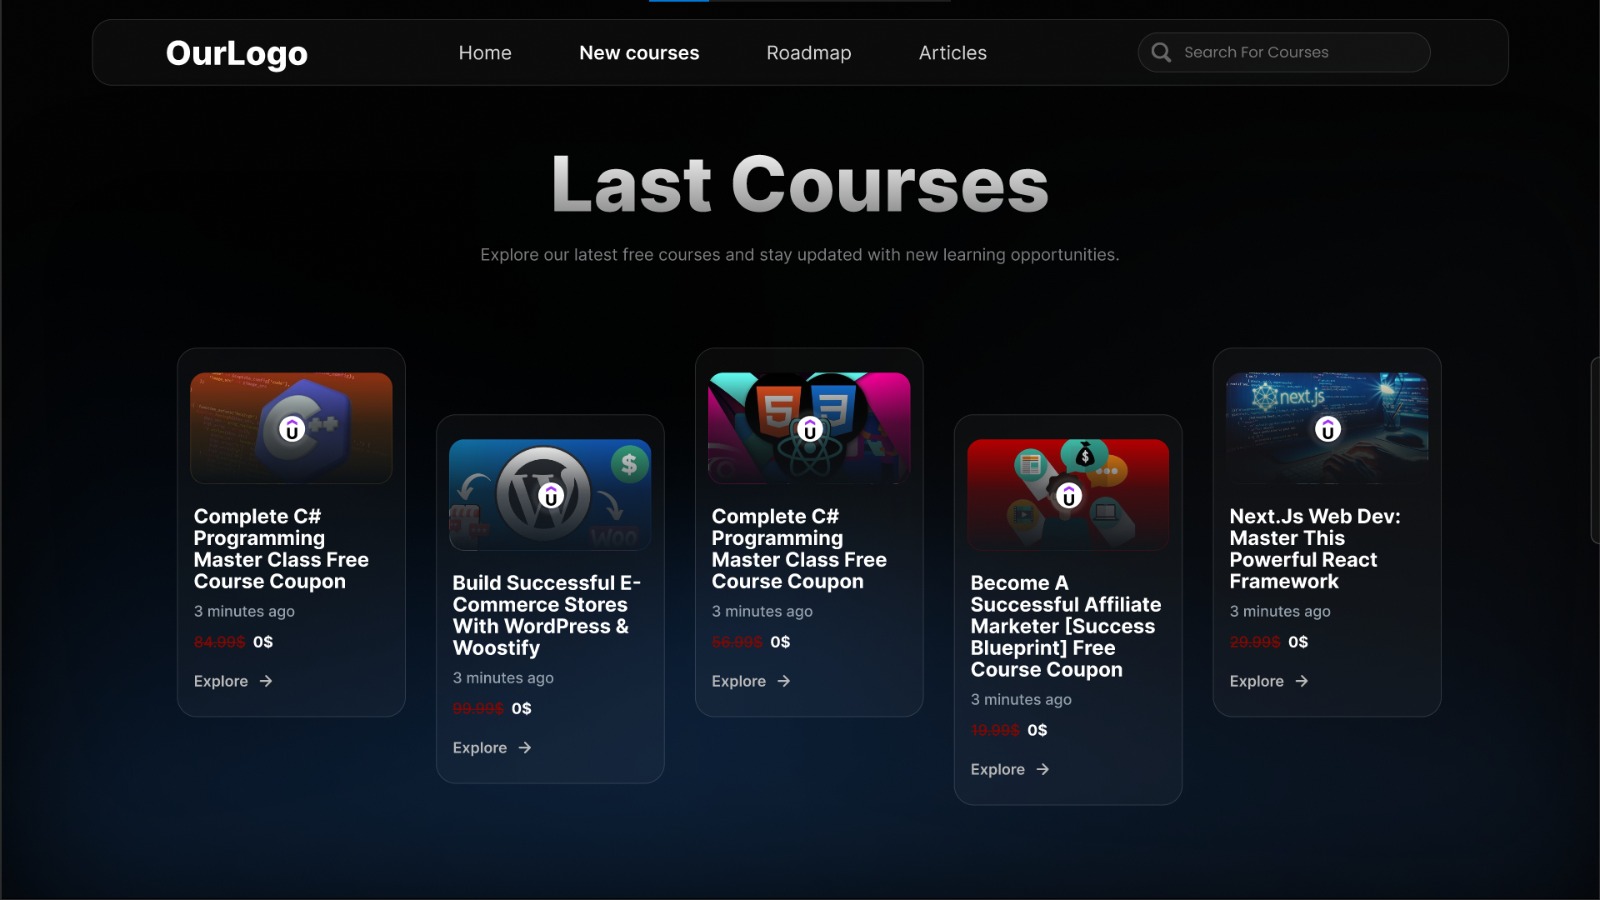 OurLogo
Home
New courses
Roadmap
Articles
Search For Courses
Last Courses
Explore our latest free courses and stay updated with new learning opportunities.
C++
Complete C#
Programming
Master Class Free
Course Coupon
3 minutes ago
84.99$ 0$
Explore →
$
Woo
Build Successful E-
Commerce Stores
With WordPress &
Woostify
3 minutes ago
99.99$ 0$
Explore →
5 3
Complete C#
Programming
Master Class Free
Course Coupon
3 minutes ago
56.99$ 0$
Explore →
$
Become A
Successful Affiliate
Marketer [Success
Blueprint] Free
Course Coupon
3 minutes ago
19.99$ 0$
Explore →
next.js
Next.Js Web Dev:
Master This
Powerful React
Framework
3 minutes ago
29.99$ 0$
Explore →